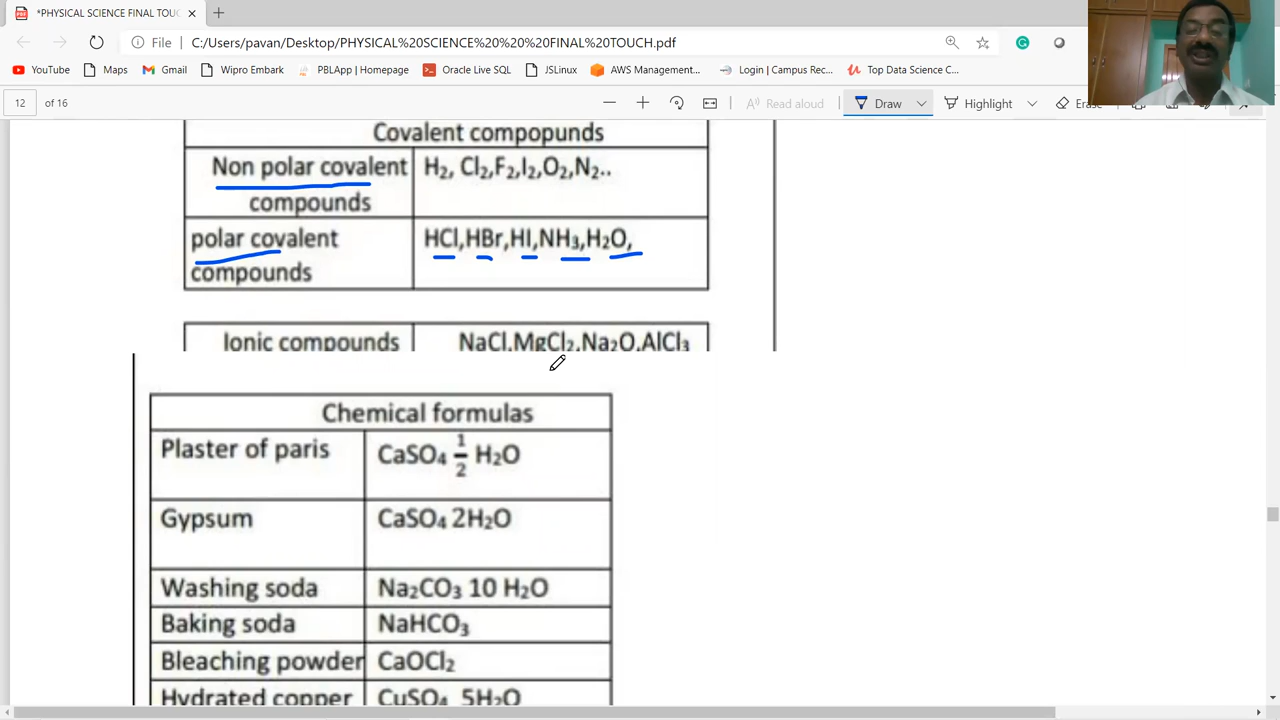 *PHYSICAL SCIENCE FINAL TOUC
File C:/Users/pavan/Desktop/PHYSICAL%20SCIENCE%20%20%20FINAL%20TOUCH.pdf
YouTube Maps Gmail Wipro Embark PBLApp | Homepage Oracle Live SQL JSLinux AWS Management... Login | Campus Rec... Top Data Science C...
12 of 16 Read aloud Draw Highlight Erase
Covalent compopunds
Non polar covalent H₂, Cl₂,F₂,I₂,O₂,N₂..
compounds
polar covalent HCl,HBr,HI,NH₃,H₂O,
compounds
Ionic compounds NaCl,MgCl₂,Na₂O,AlCl₃
Chemical formulas
Plaster of paris CaSO₄ 1/2 H₂O
Gypsum CaSO₄ 2H₂O
Washing soda Na₂CO₃ 10 H₂O
Baking soda NaHCO₃
Bleaching powder CaOCl₂
Hydrated copper CuSO₄ 5H₂O